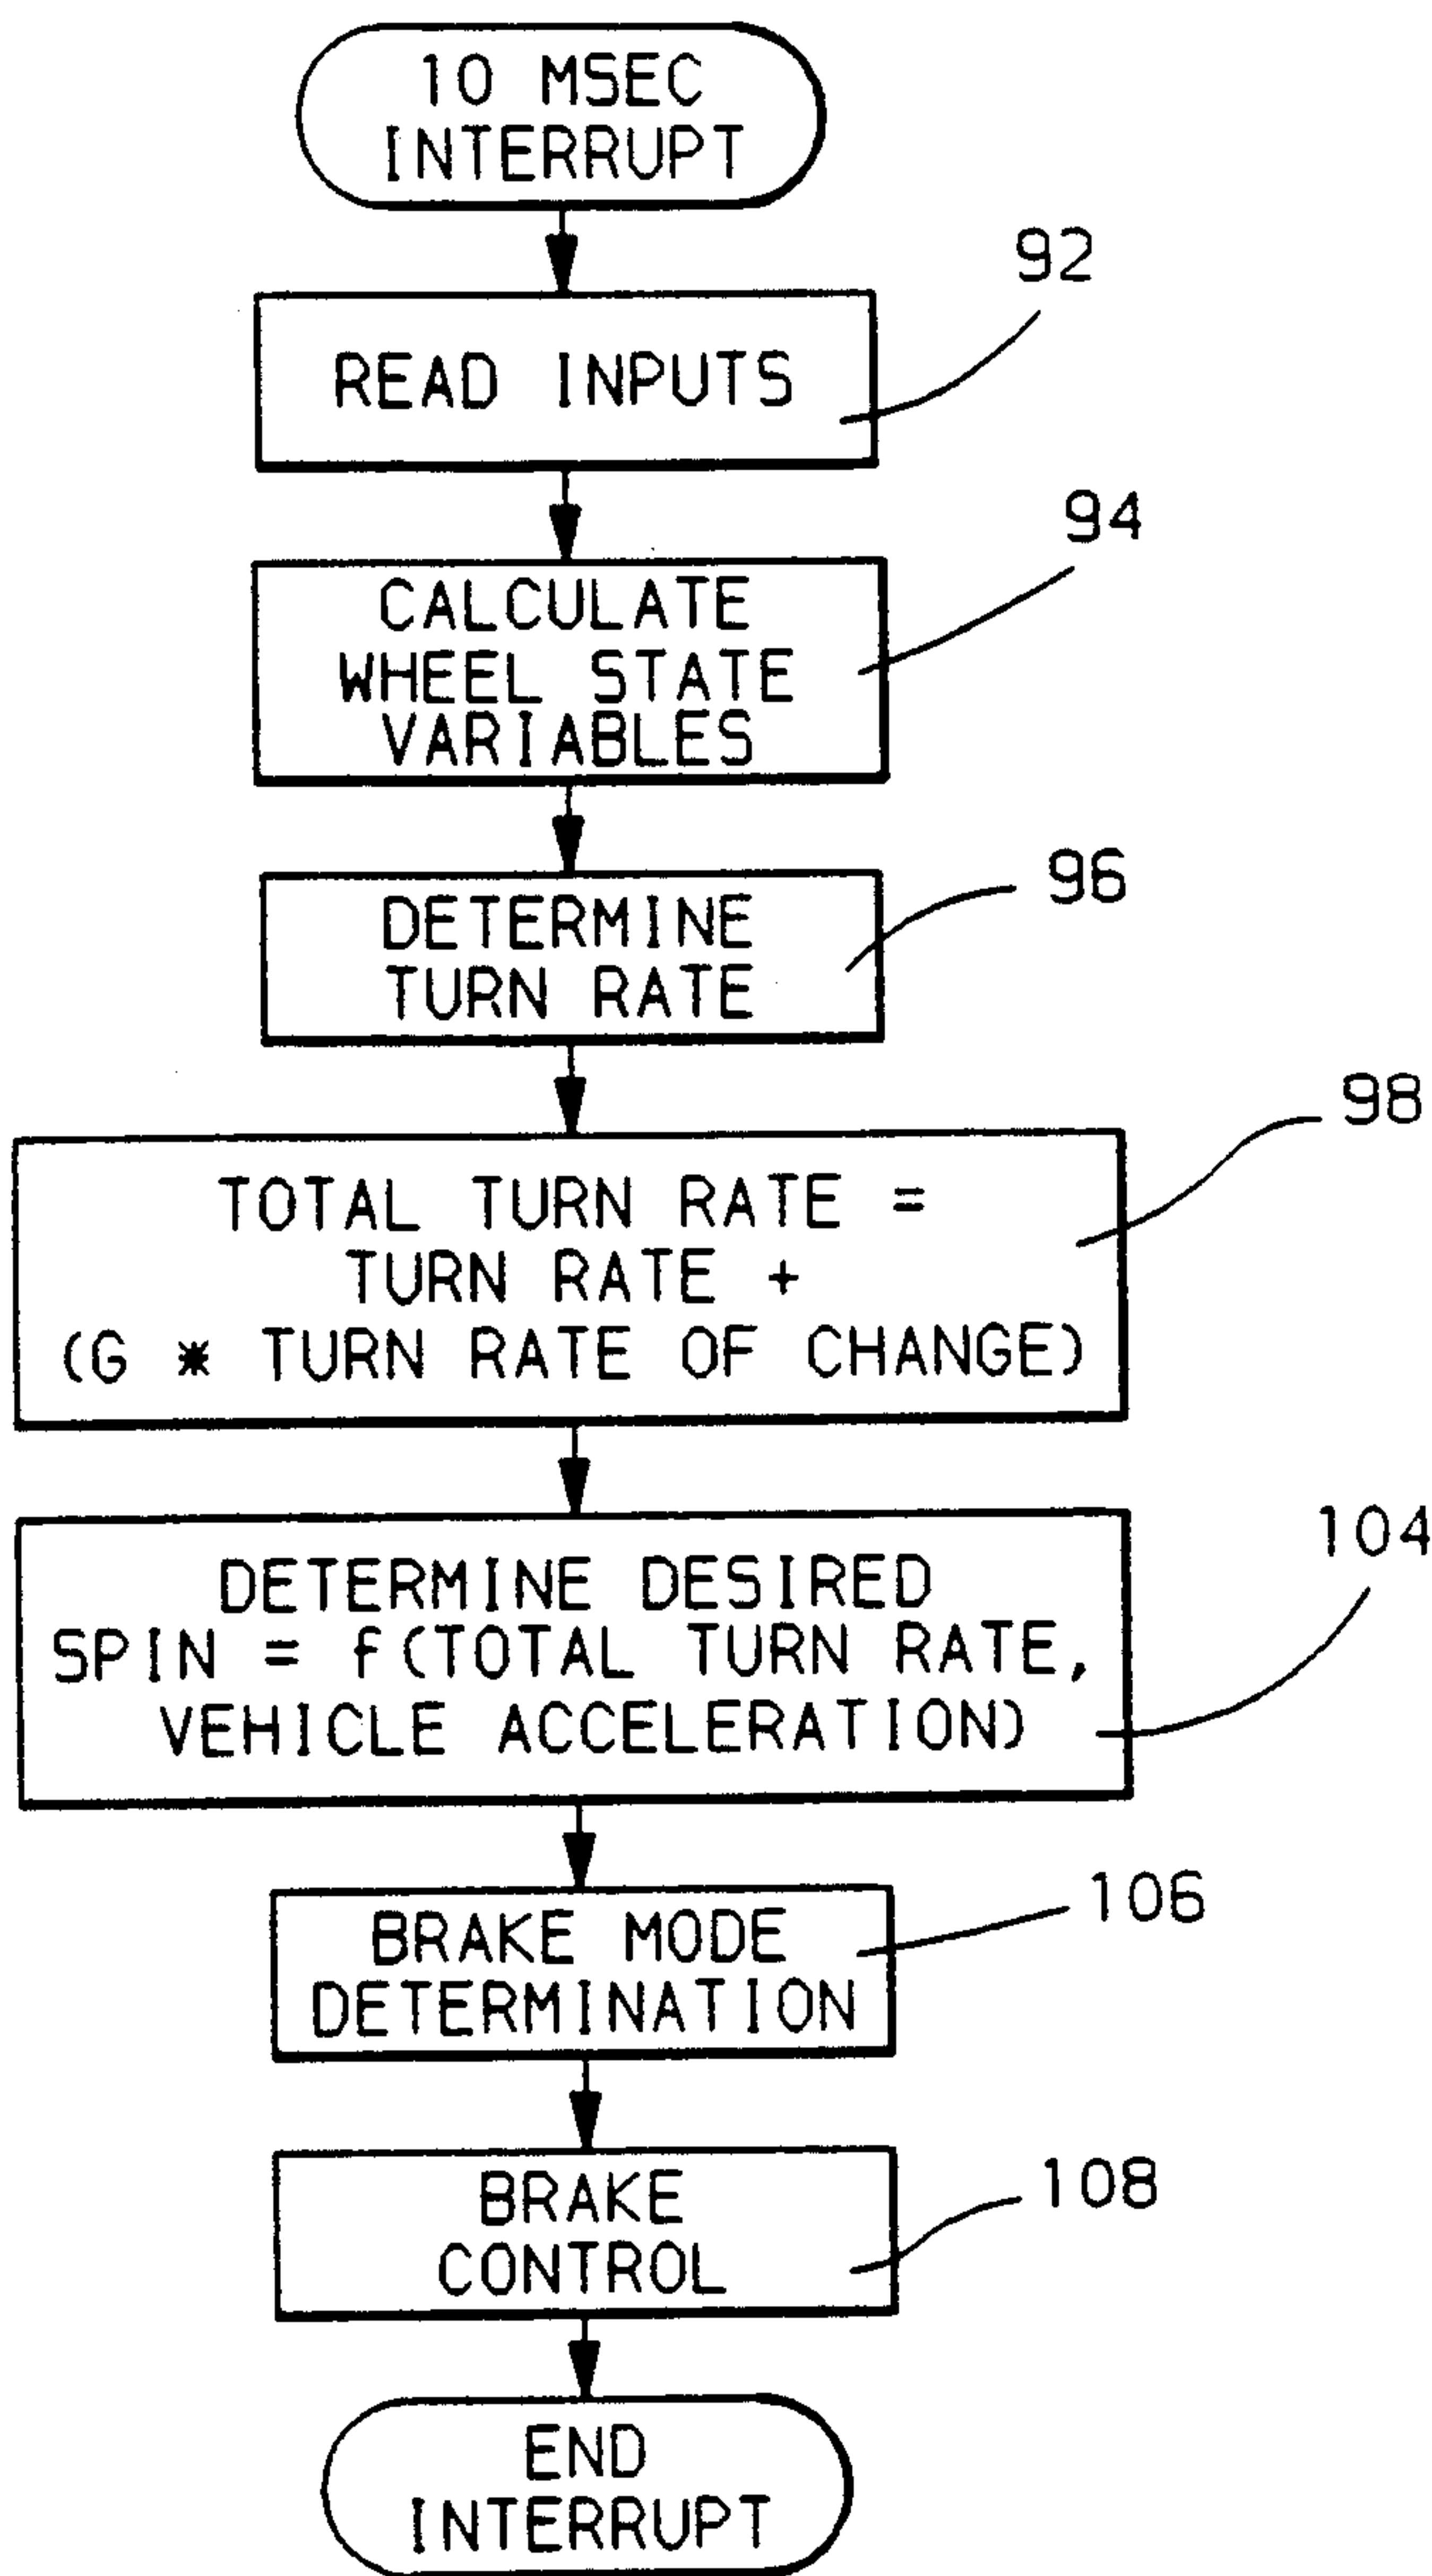 10 MSEC
INTERRUPT
92
READ INPUTS
94
CALCULATE
WHEEL STATE
VARIABLES
96
DETERMINE
TURN RATE
98
TOTAL TURN RATE =
TURN RATE +
(G * TURN RATE OF CHANGE)
104
DETERMINE DESIRED
SPIN = f(TOTAL TURN RATE,
VEHICLE ACCELERATION)
106
BRAKE MODE
DETERMINATION
108
BRAKE
CONTROL
END
INTERRUPT